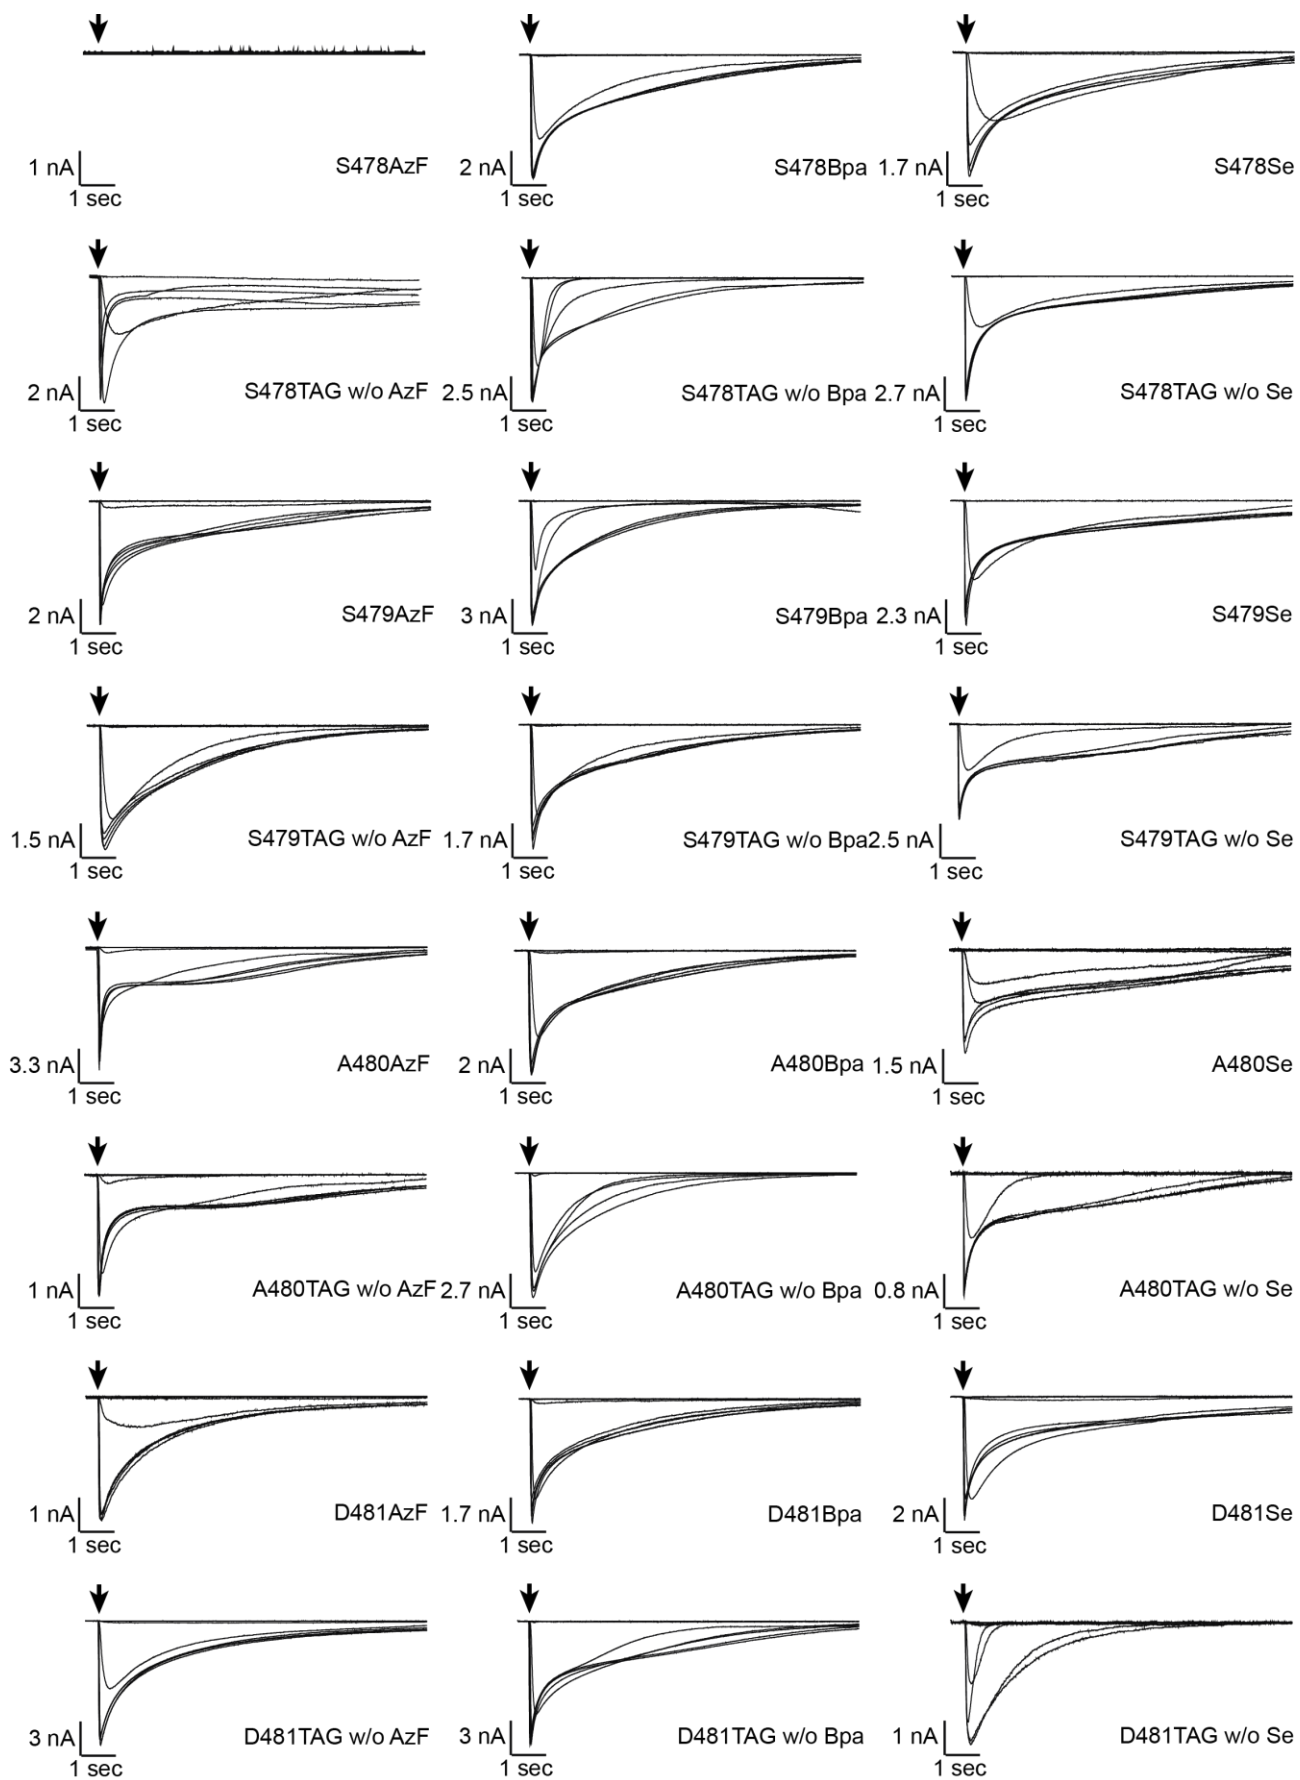 1 nA
S478AzF
1 sec
2 nA
S478Bpa
1 sec
1.7 nA
S478Se
1 sec
2 nA
S478TAG w/o AzF
1 sec
2.5 nA
S478TAG w/o Bpa
1 sec
2.7 nA
S478TAG w/o Se
1 sec
2 nA
S479AzF
1 sec
3 nA
S479Bpa
1 sec
2.3 nA
S479Se
1 sec
1.5 nA
S479TAG w/o AzF
1 sec
1.7 nA
S479TAG w/o Bpa
1 sec
2.5 nA
S479TAG w/o Se
1 sec
3.3 nA
A480AzF
1 sec
2 nA
A480Bpa
1 sec
1.5 nA
A480Se
1 sec
1 nA
A480TAG w/o AzF
1 sec
2.7 nA
A480TAG w/o Bpa
1 sec
0.8 nA
A480TAG w/o Se
1 sec
1 nA
D481AzF
1 sec
1.7 nA
D481Bpa
1 sec
2 nA
D481Se
1 sec
3 nA
D481TAG w/o AzF
1 sec
3 nA
D481TAG w/o Bpa
1 sec
1 nA
D481TAG w/o Se
1 sec